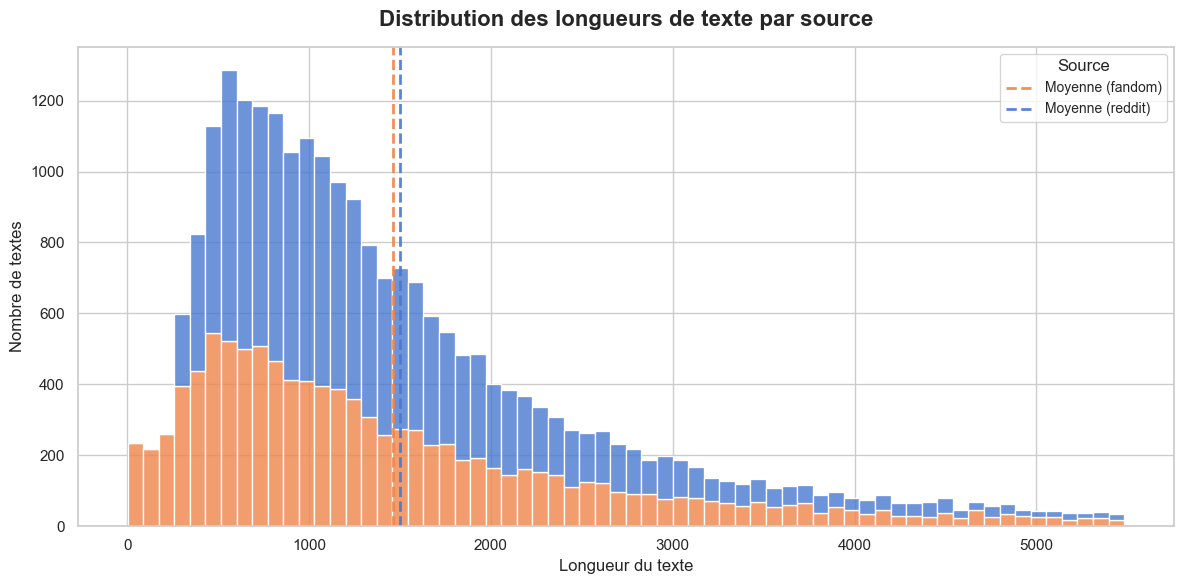 Distribution des longueurs de texte par source
Source
Moyenne (fandom)
Moyenne (reddit)
Nombre de textes
1200
1000
800
600
400
200
0
0 1000 2000 3000 4000 5000
Longueur du texte